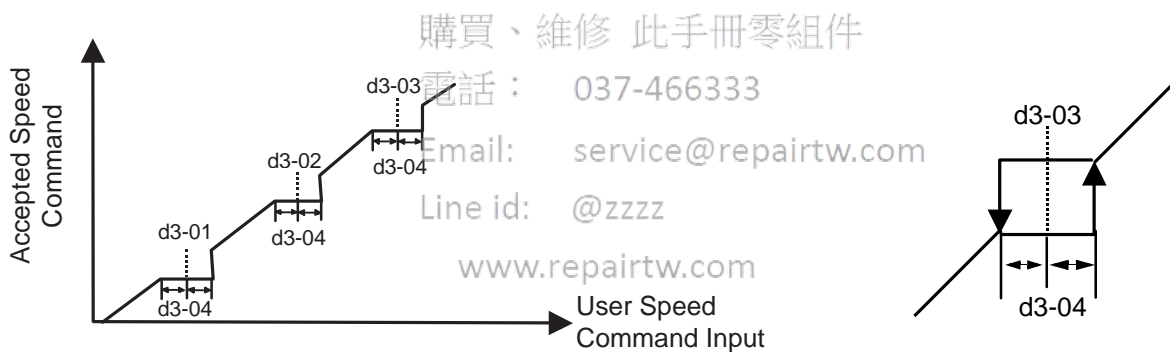 購買、維修 此手冊零組件
電話： 037-466333
Email: service@repairtw.com
Line id: @zzzz
www.repairtw.com
Accepted Speed
Command
d3-03
d3-04
d3-02
d3-04
d3-01
d3-04
User Speed
Command Input
d3-03
d3-04